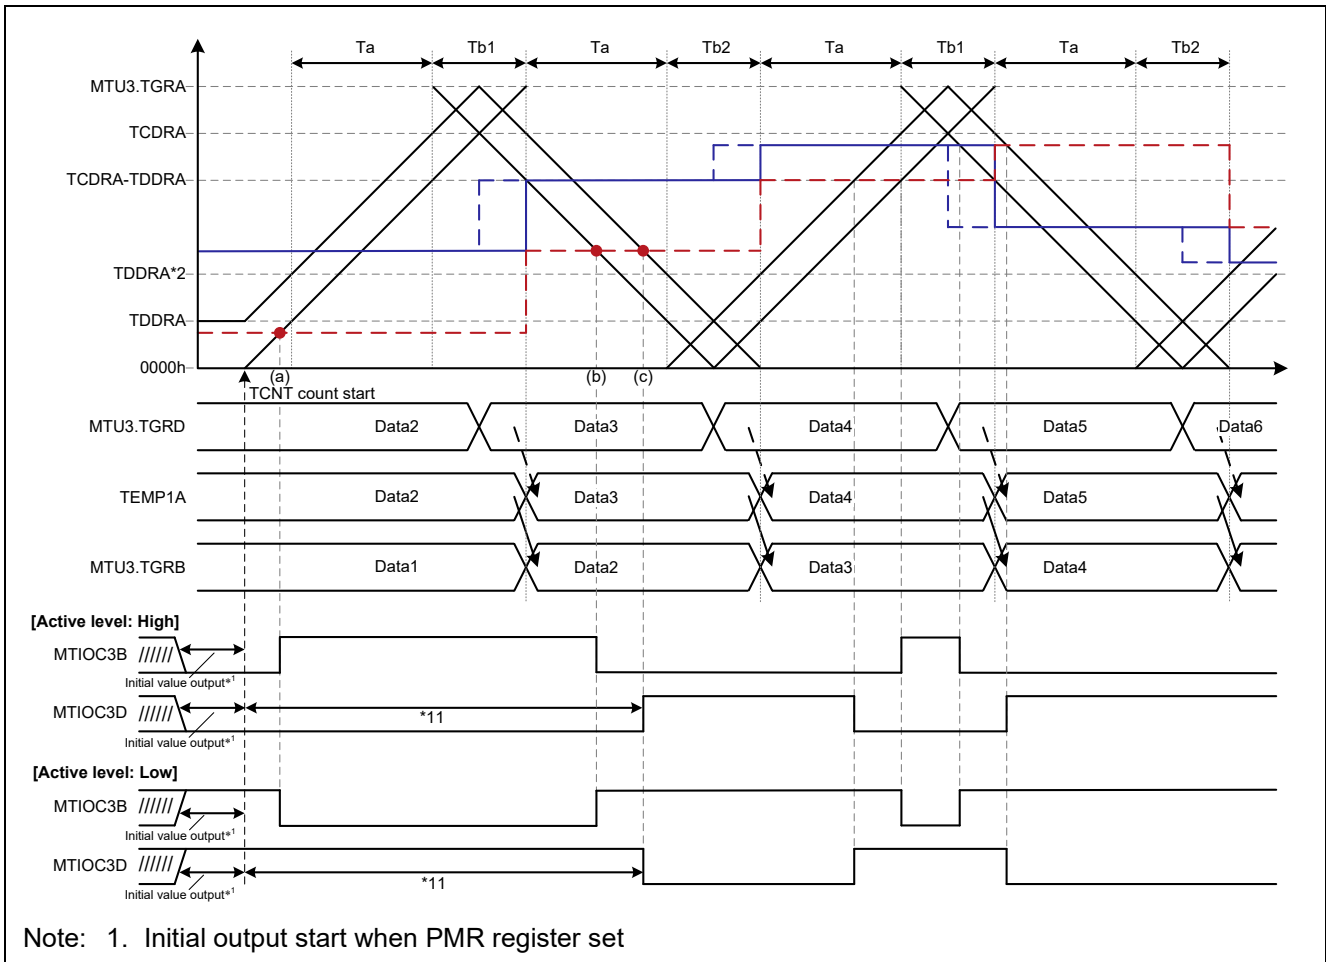 Ta Tb1 Ta Tb2 Ta Tb1 Ta Tb2
MTU3.TGRA
TCDRA
TCDRA-TDDRA
TDDRA*2
TDDRA
0000h
(a) (b) (c)
TCNT count start
MTU3.TGRD Data2 Data3 Data4 Data5 Data6
TEMP1A Data2 Data3 Data4 Data5
MTU3.TGRB Data1 Data2 Data3 Data4
[Active level: High]
MTIOC3B //////
Initial value output*1
MTIOC3D ////// *11
Initial value output*1
[Active level: Low]
MTIOC3B //////
Initial value output*1
MTIOC3D ////// *11
Initial value output*1
Note: 1. Initial output start when PMR register set